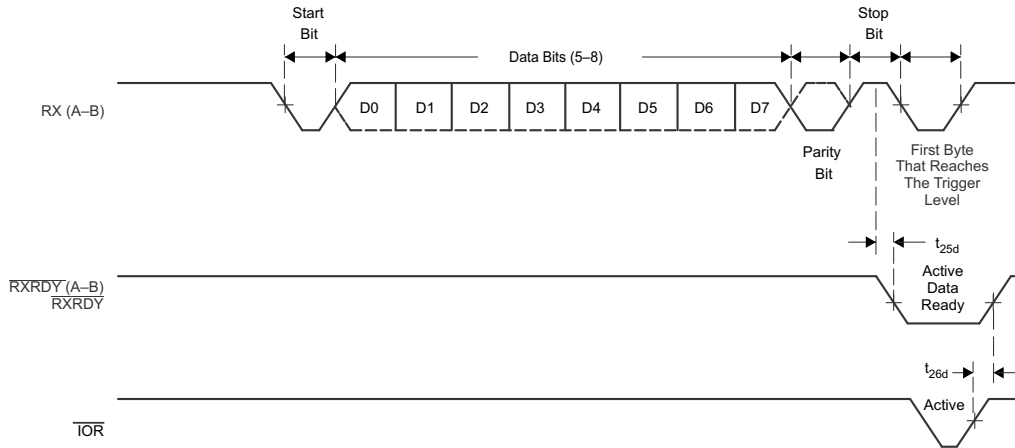 Start
Bit
Data Bits (5–8)
Stop
Bit
RX (A–B)
D0 D1 D2 D3 D4 D5 D6 D7
Parity
Bit
First Byte
That Reaches
The Trigger
Level
t25d
RXRDY (A–B)
RXRDY
Active
Data
Ready
t26d
IOR
Active